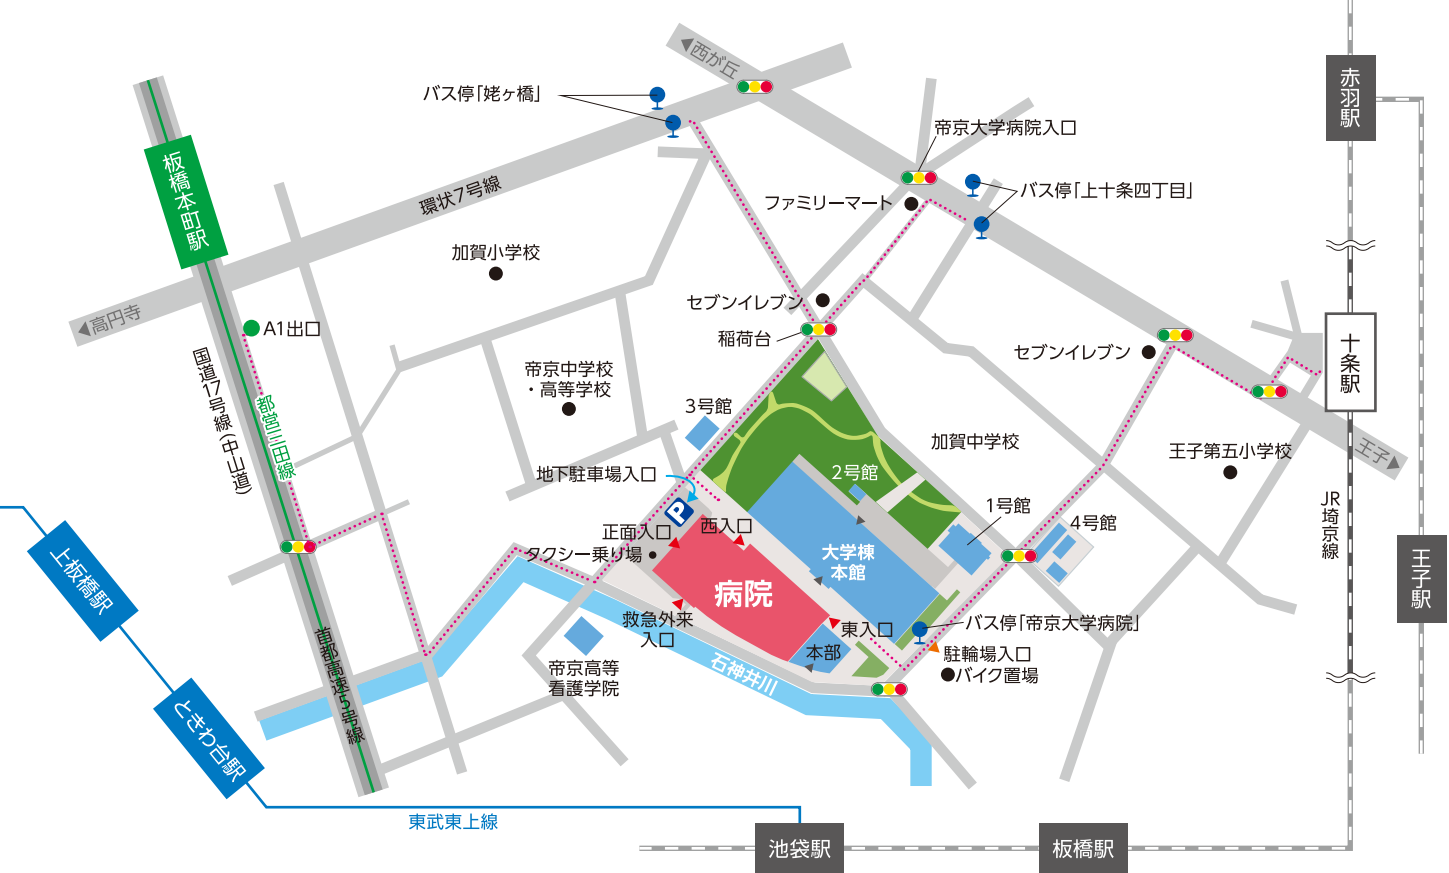 西が丘
赤羽駅
バス停「姥ヶ橋」
帝京大学病院入口
板橋本町駅
環状7号線
ファミリーマート
バス停「上十条四丁目」
加賀小学校
セブンイレブン
高円寺
A1出口
稲荷台
セブンイレブン
十条駅
国道17号線(中山道)
都営三田線
帝京中学校
・高等学校
3号館
加賀中学校
王子第五小学校
王子
地下駐車場入口
2号館
P
1号館
4号館
JR埼京線
正面入口
西入口
タクシー乗り場
大学棟
本館
上板橋駅
病院
王子駅
救急外来
入口
東入口
バス停「帝京大学病院」
首都高速5号線
帝京高等
看護学院
石神井川
本部
駐輪場入口
バイク置場
ときわ台駅
東武東上線
池袋駅
板橋駅